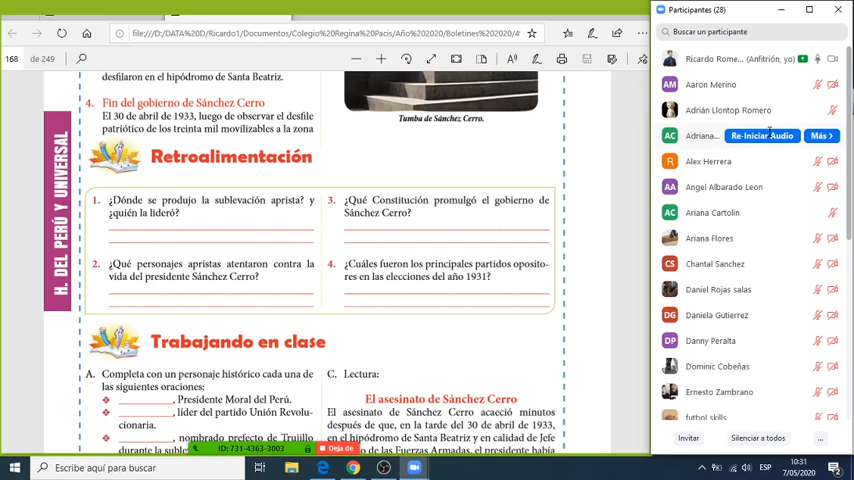 file:///D:/DATA%20D/Ricardo1/Documentos/Colegio%20Regina%20Pacis/Año%202020/Boletines%20/4
168
de 249
desfilaron en el hipódromo de Santa Beatriz.
4. Fin del gobierno de Sánchez Cerro
El 30 de abril de 1933, luego de observar el desfile
patriótico de los treinta mil movilizables a la zona
Tumba de Sánchez Cerro.
H. DEL PERÚ Y UNIVERSAL
Retroalimentación
1. ¿Dónde se produjo la sublevación aprista? y
¿quién la lideró?
2. ¿Qué personajes apristas atentaron contra la
vida del presidente Sánchez Cerro?
3. ¿Qué Constitución promulgó el gobierno de
Sánchez Cerro?
4. ¿Cuáles fueron los principales partidos oposito-
res en las elecciones del año 1931?
Trabajando en clase
A. Completa con un personaje histórico cada una de
las siguientes oraciones:
, Presidente Moral del Perú.
, líder del partido Unión Revolu-
cionaria.
, nombrado prefecto de Trujillo
durante la suble
C. Lectura:
El asesinato de Sánchez Cerro
El asesinato de Sánchez Cerro acaeció minutos
después de que, en la tarde del 30 de abril de 1933,
en el hipódromo de Santa Beatriz y en calidad de Jefe
de las Fuerzas Armadas, el presidente había
ID: 731-4363-3003
Deja de
Participantes (28)
Buscar un participante
Ricardo Rome... (Anfitrión, yo)
AM Aaron Merino
Adrián Llontop Romero
AC Adriana... Re-Iniciar Audio Más >
R Alex Herrera
AA Angel Albarado Leon
AC Ariana Cartolin
Ariana Flores
CS Chantal Sanchez
Daniel Rojas salas
DG Daniela Gutierrez
DP Danny Peralta
Dominic Cobeñas
Ernesto Zambrano
futbol skills
Invitar
Silenciar a todos
...
Escribe aquí para buscar
ESP
10:31
7/05/2020
2